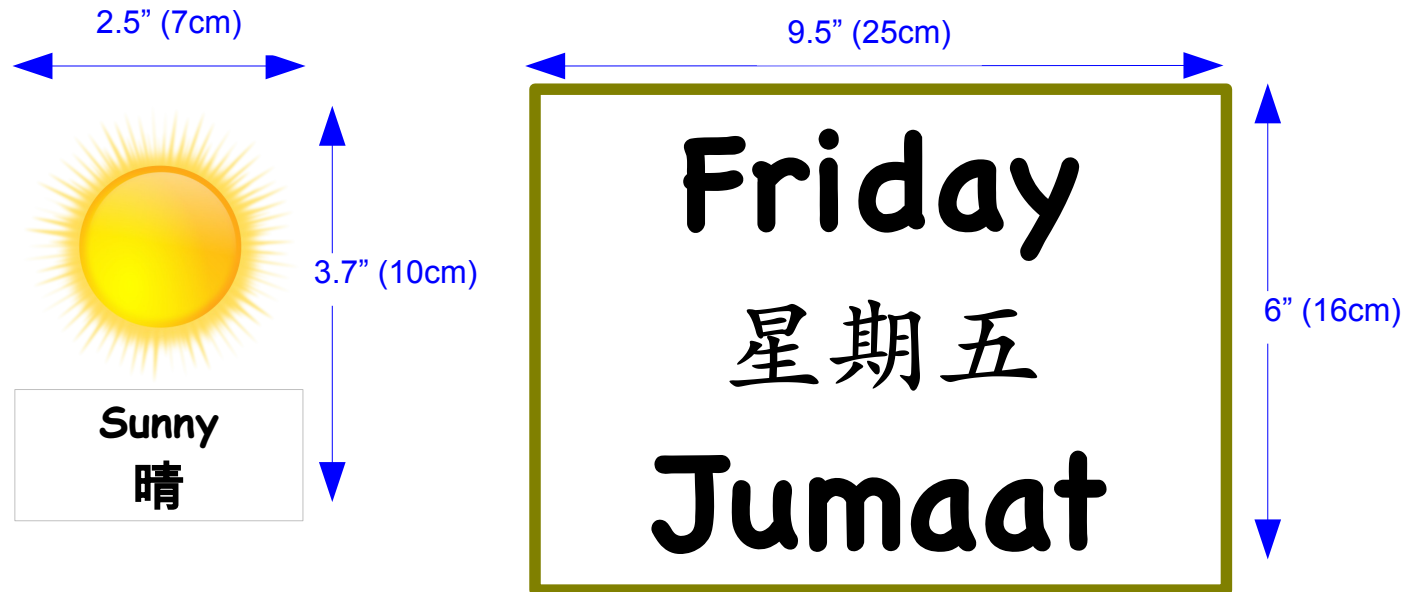 2.5” (7cm)
3.7” (10cm)
Sunny
晴
9.5” (25cm)
Friday
星期五
Jumaat
6” (16cm)